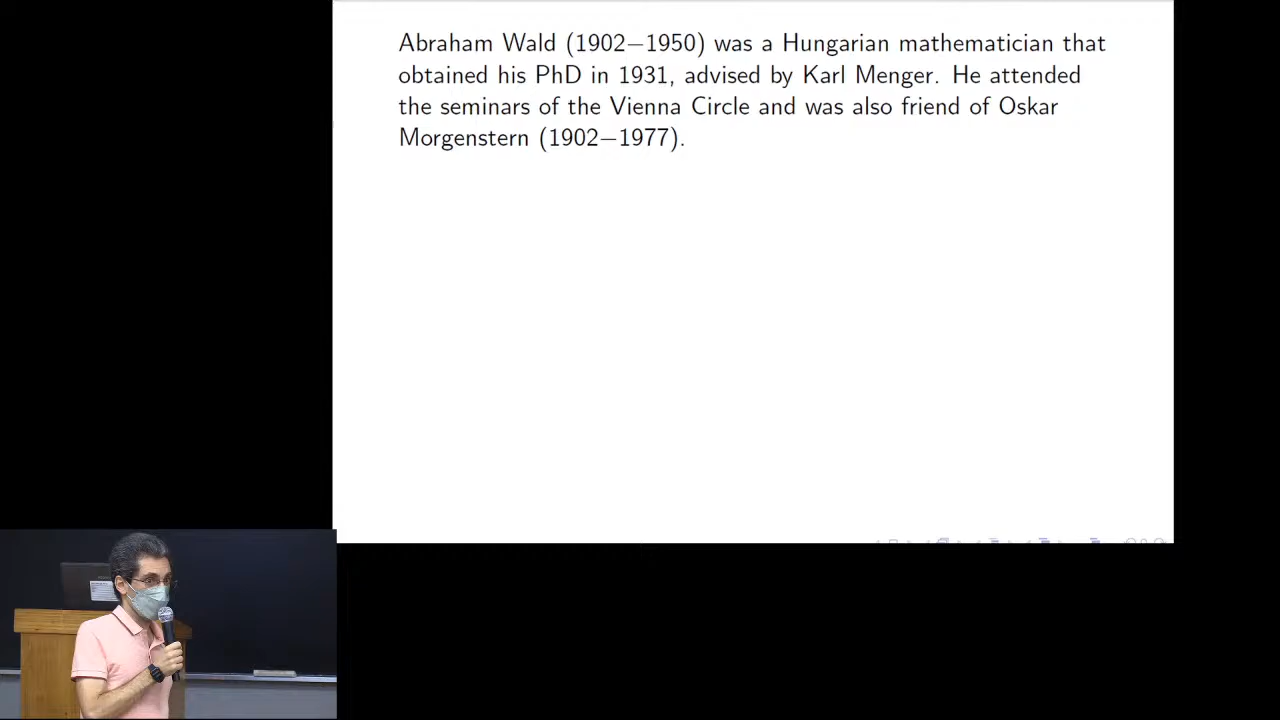 Abraham Wald (1902−1950) was a Hungarian mathematician that
obtained his PhD in 1931, advised by Karl Menger. He attended
the seminars of the Vienna Circle and was also friend of Oskar
Morgenstern (1902−1977).